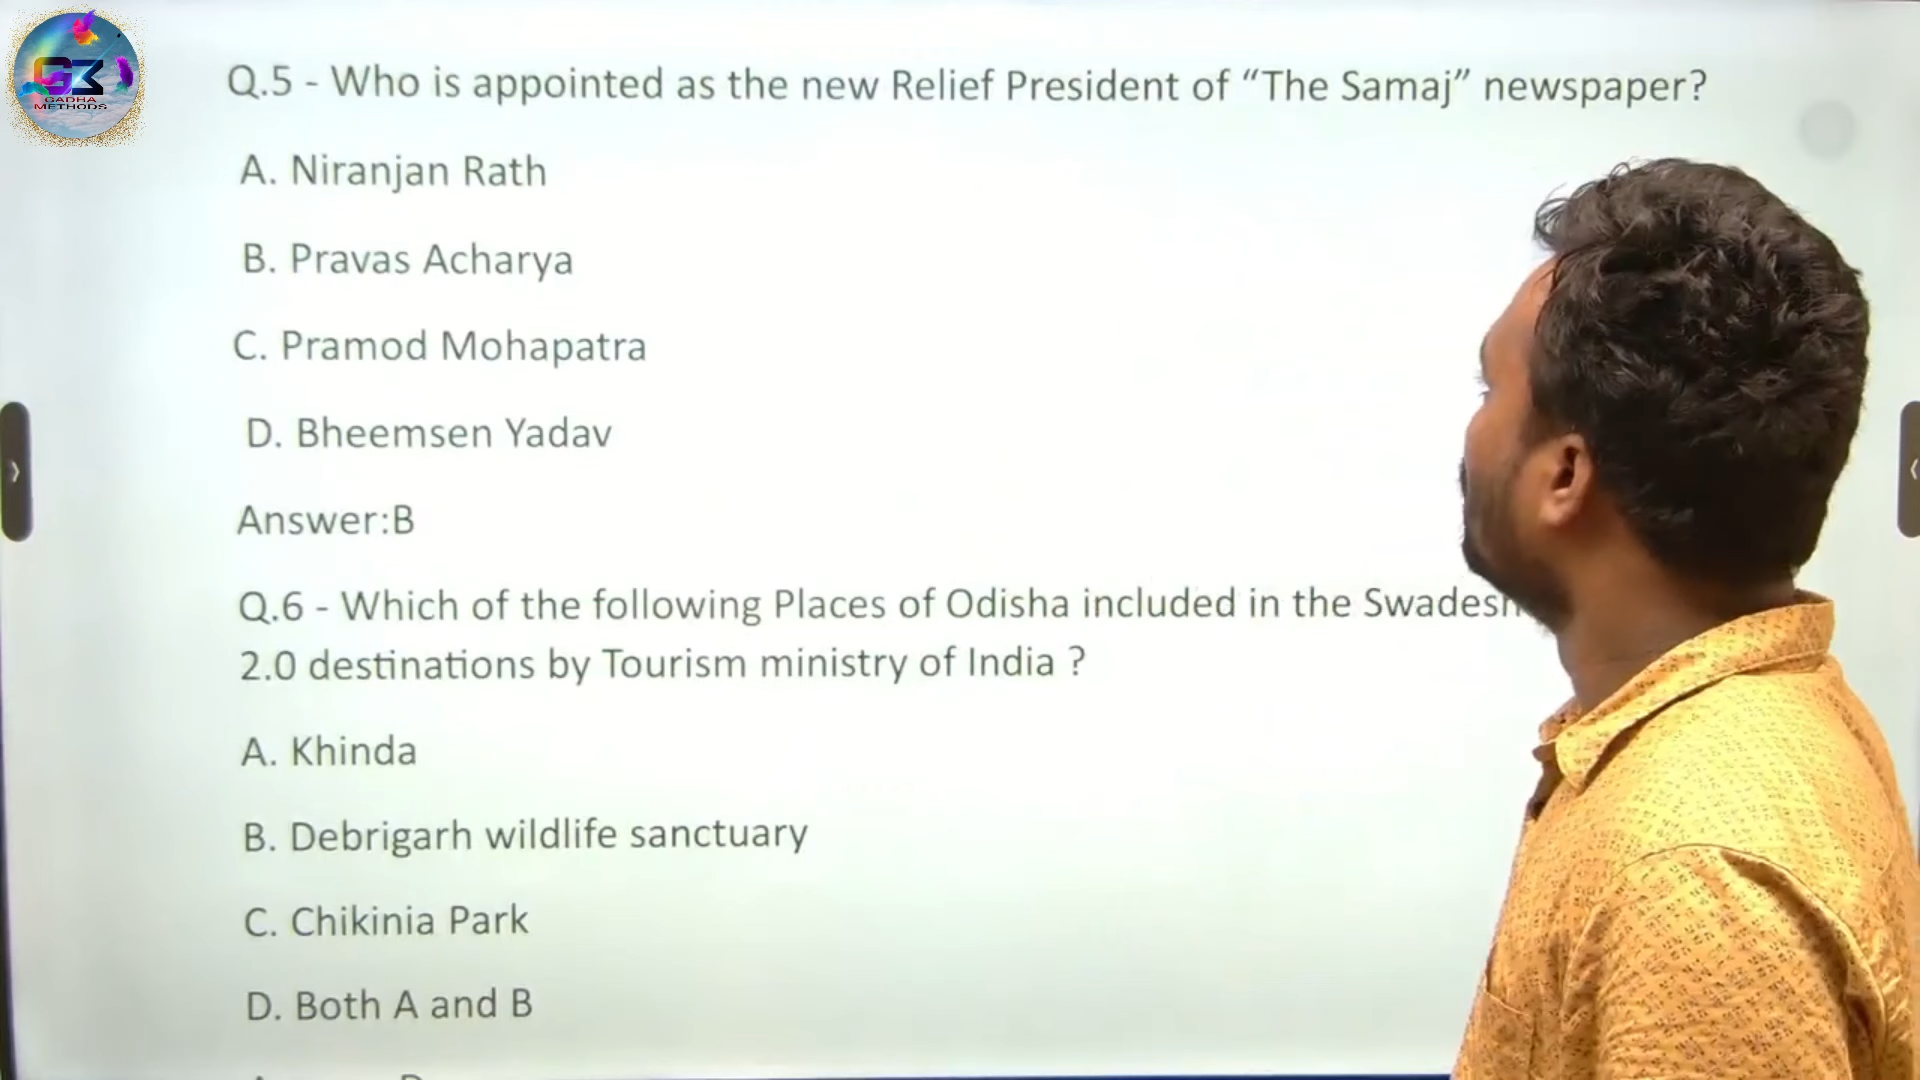 GADHA
METHODS
Q.5 - Who is appointed as the new Relief President of “The Samaj” newspaper?
A. Niranjan Rath
B. Pravas Acharya
C. Pramod Mohapatra
D. Bheemsen Yadav
Answer:B
Q.6 - Which of the following Places of Odisha included in the
2.0 destinations by Tourism ministry of India ?
A. Khinda
B. Debrigarh wildlife sanctuary
C. Chikinia Park
D. Both A and B